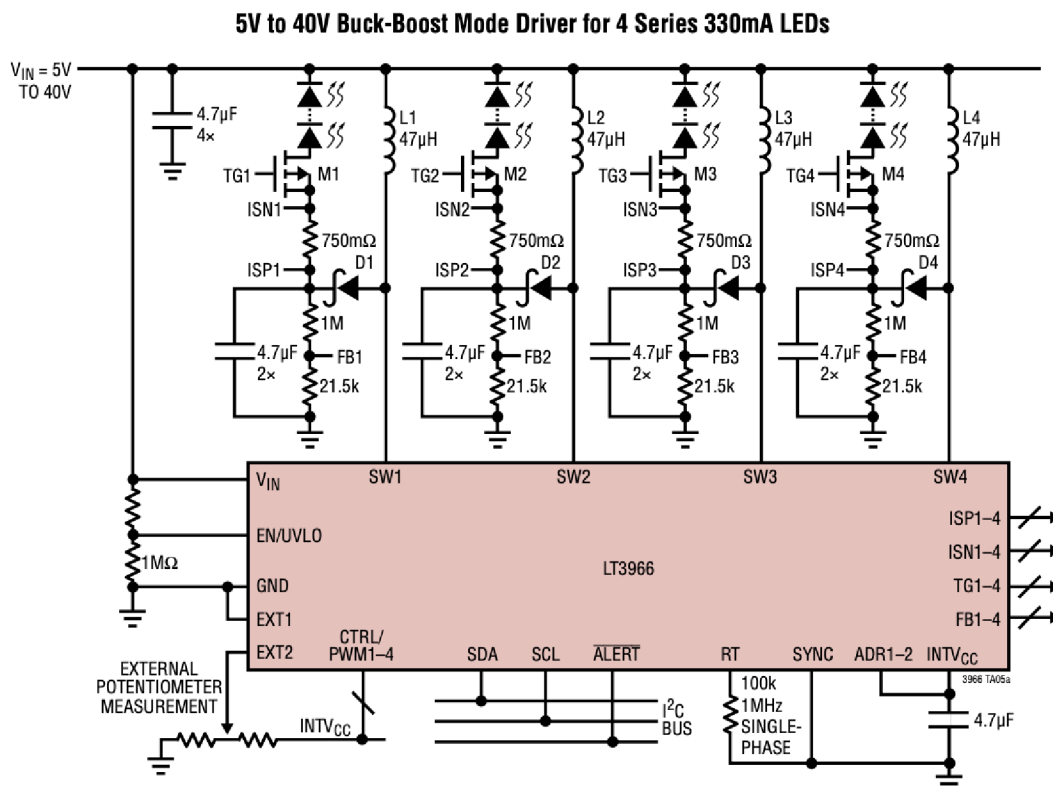 5V to 40V Buck-Boost Mode Driver for 4 Series 330mA LEDs
VIN = 5V
TO 40V
4.7µF
4×
TG1
M1
ISN1
750mΩ
ISP1
D1
1M
4.7µF
2×
FB1
21.5k
L1
47µH
TG2
M2
ISN2
750mΩ
ISP2
D2
1M
4.7µF
2×
FB2
21.5k
L2
47µH
TG3
M3
ISN3
750mΩ
ISP3
D3
1M
4.7µF
2×
FB3
21.5k
L3
47µH
TG4
M4
ISN4
750mΩ
ISP4
D4
1M
4.7µF
2×
FB4
21.5k
L4
47µH
SW1
SW2
SW3
SW4
VIN
EN/UVLO
1MΩ
GND
EXT1
EXT2
LT3966
ISP1–4
ISN1–4
TG1–4
FB1–4
CTRL/
PWM1–4
SDA
SCL
ALERT
RT
SYNC
ADR1–2
INTVCC
3966 TA05a
EXTERNAL
POTENTIOMETER
MEASUREMENT
INTVCC
I2C
BUS
100k
1MHz
SINGLE-
PHASE
4.7µF